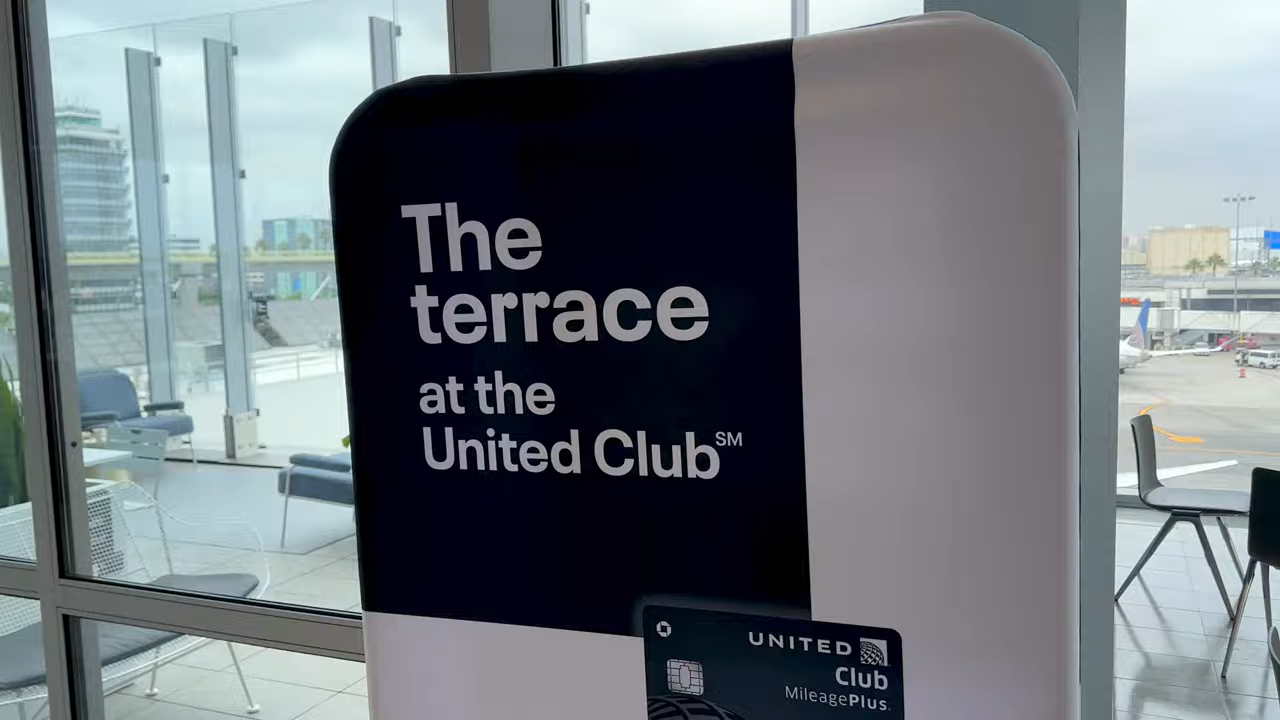 The
terrace
at the
United Club℠
UNITED
Club
MileagePlus.